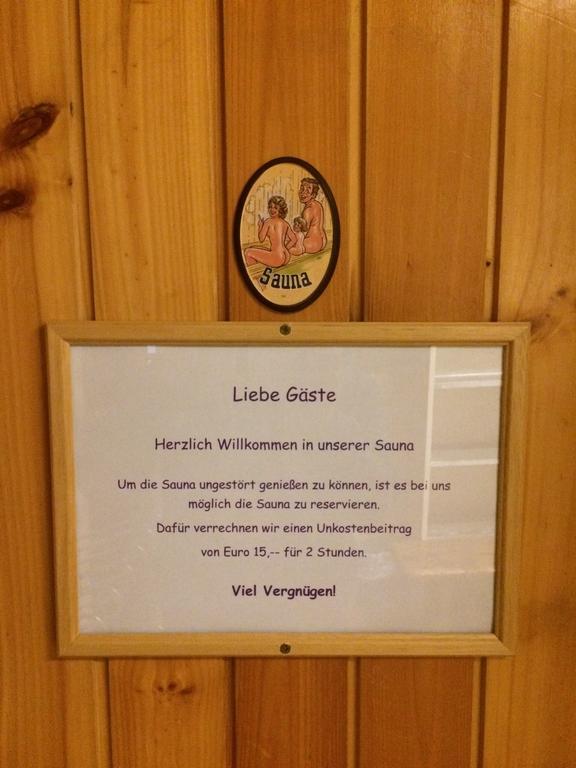 Sauna
Liebe Gäste
Herzlich Willkommen in unserer Sauna
Um die Sauna ungestört genießen zu können, ist es bei uns
möglich die Sauna zu reservieren.
Dafür verrechnen wir einen Unkostenbeitrag
von Euro 15,-- für 2 Stunden.
Viel Vergnügen!